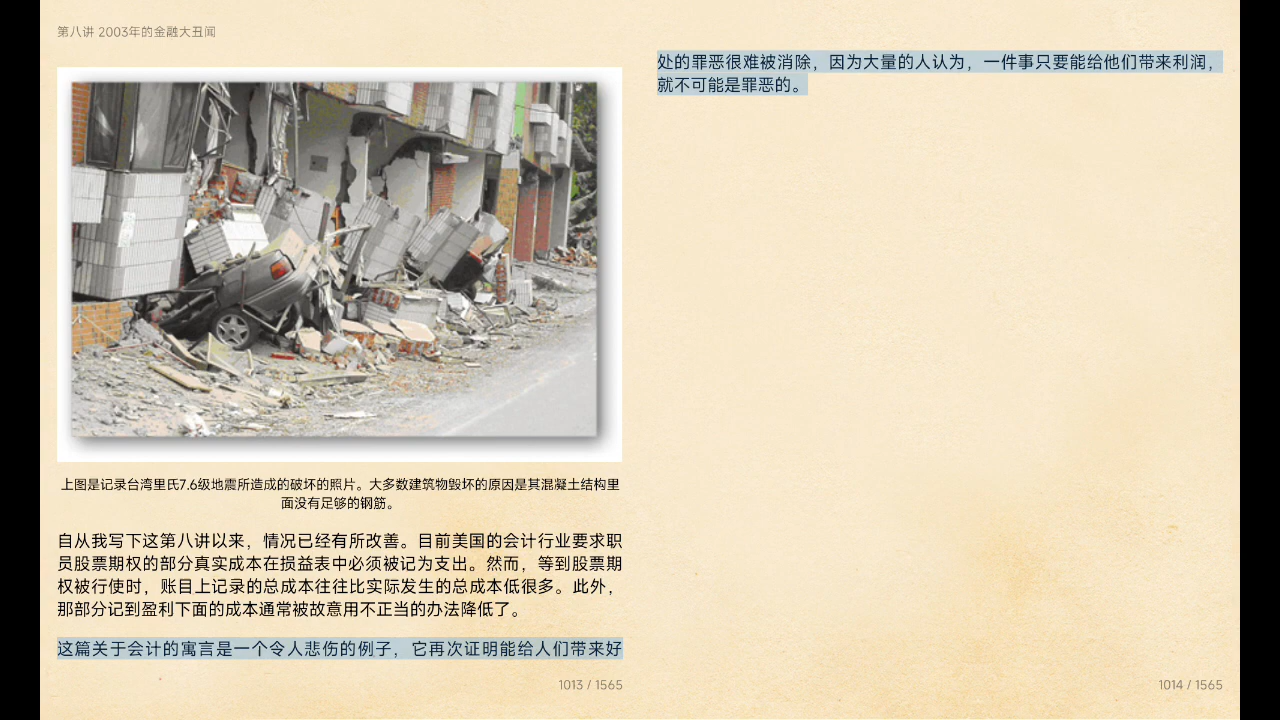 第八讲 2003年的金融大丑闻
上图是记录台湾里氏7.6级地震所造成的破坏的照片。大多数建筑物毁坏的原因是其混凝土结构里
面没有足够的钢筋。
自从我写下这第八讲以来，情况已经有所改善。目前美国的会计行业要求职
员股票期权的部分真实成本在损益表中必须被记为支出。然而，等到股票期
权被行使时，账目上记录的总成本往往比实际发生的总成本低很多。此外，
那部分记到盈利下面的成本通常被故意用不正当的办法降低了。
这篇关于会计的寓言是一个令人悲伤的例子，它再次证明能给人们带来好
1013 / 1565
处的罪恶很难被消除，因为大量的人认为，一件事只要能给他们带来利润，
就不可能是罪恶的。
1014 / 1565